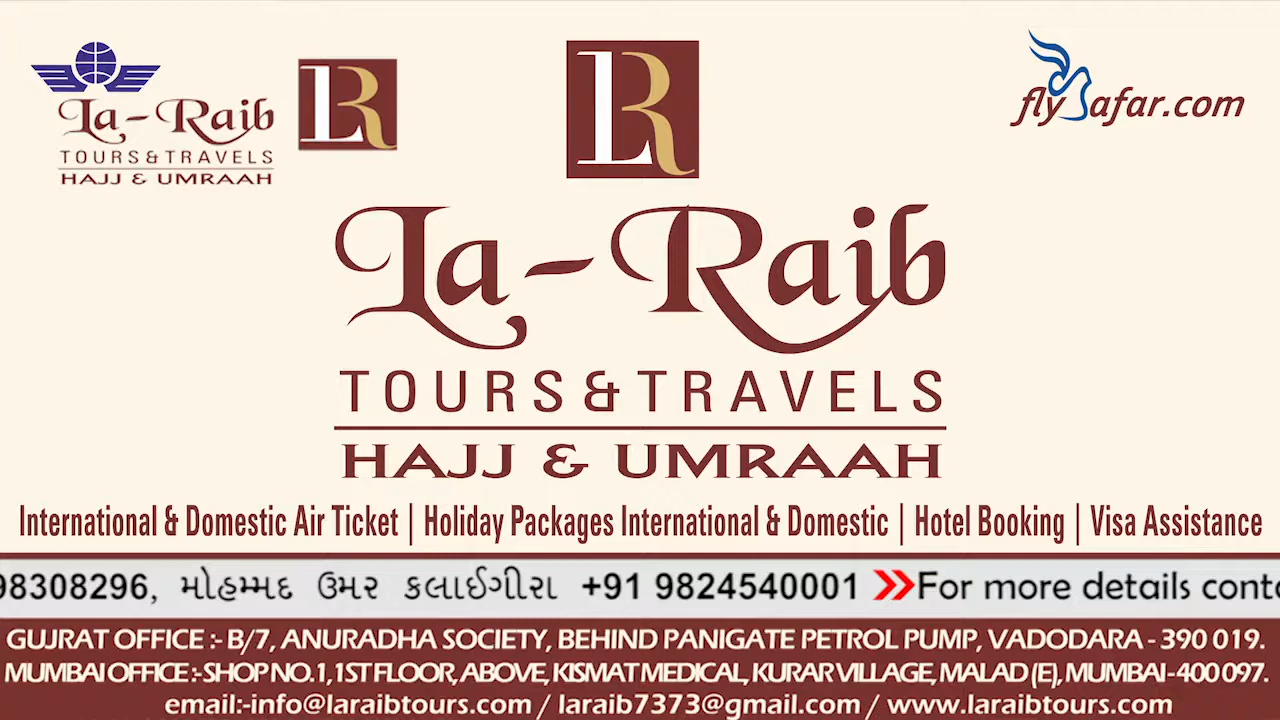 La-Raib
TOURS & TRAVELS
HAJJ & UMRAAH
LR
LR
flySafar.com
La-Raib
TOURS & TRAVELS
HAJJ & UMRAAH
International & Domestic Air Ticket | Holiday Packages International & Domestic | Hotel Booking | Visa Assistance
98308296, મોહમ્મદ ઉમર કલાઈગીરા +91 9824540001 »For more details
GUJRAT OFFICE :- B/7, ANURADHA SOCIETY, BEHIND PANIGATE PETROL PUMP, VADODARA - 390 019.
MUMBAI OFFICE :- SHOP NO. 1, 1ST FLOOR, ABOVE, KISMAT MEDICAL, KURAR VILLAGE, MALAD (E), MUMBAI - 400 097.
email:-info@laraibtours.com / laraib7373@gmail.com / www.laraibtours.com